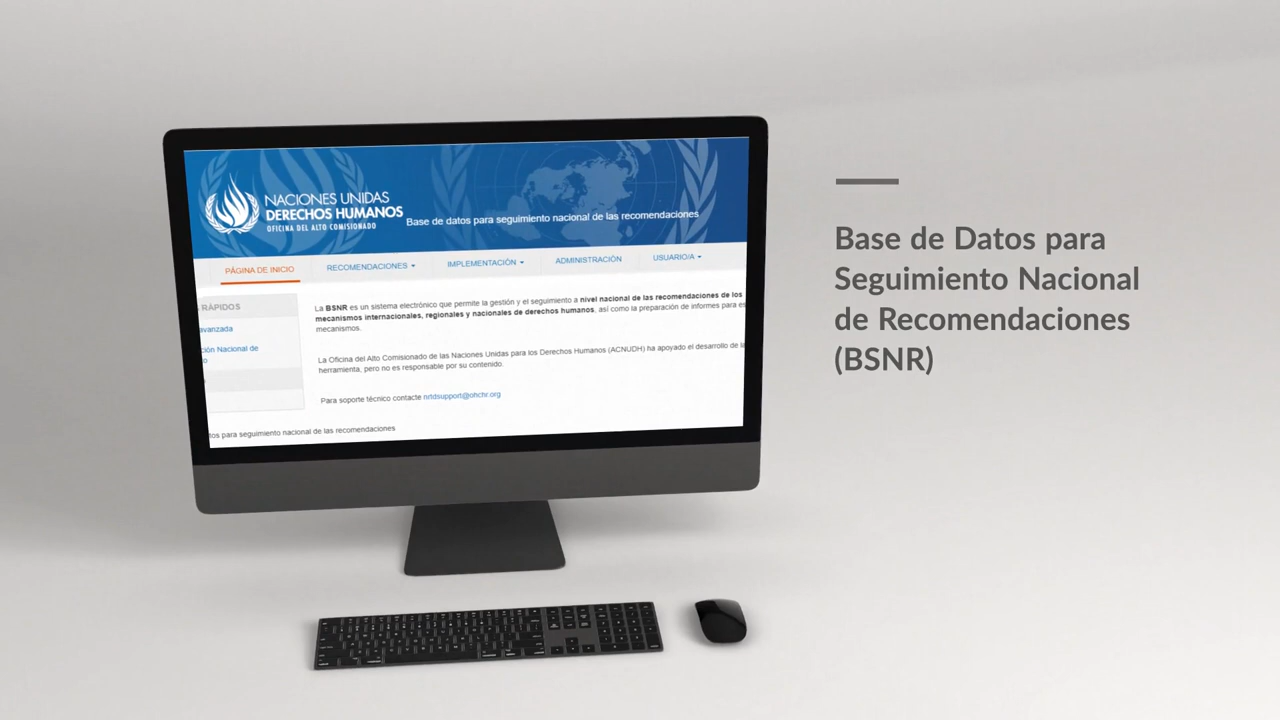 NACIONES UNIDAS
DERECHOS HUMANOS
OFICINA DEL ALTO COMISIONADO
Base de datos para seguimiento nacional de las recomendaciones
PÁGINA DE INICIO
RECOMENDACIONES
IMPLEMENTACIÓN
ADMINISTRACIÓN
USUARIO/A
RÁPIDOS
avanzada
Nacional de
La BSNR es un sistema electrónico que permite la gestión y el seguimiento a nivel nacional de las recomendaciones de los
mecanismos internacionales, regionales y nacionales de derechos humanos, así como la preparación de informes para
mecanismos.
La Oficina del Alto Comisionado de las Naciones Unidas para los Derechos Humanos (ACNUDH) ha apoyado el desarrollo de
herramienta, pero no es responsable por su contenido.
Para soporte técnico contacte nrtdsupport@ohchr.org
para seguimiento nacional de las recomendaciones
Base de Datos para
Seguimiento Nacional
de Recomendaciones
(BSNR)